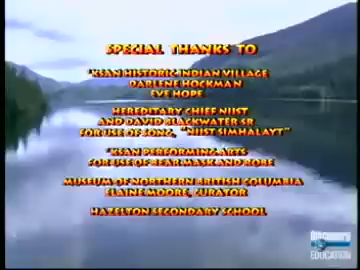 SPECIAL THANKS TO
'KSAN HISTORIC INDIAN VILLAGE
DARLENE HOCKMAN
EVE HOPE
HEREDITARY CHIEF NIIST
AND DAVID BLACKWATER SR
FOR USE OF SONG, "NIIST SIMHALAYT"
'KSAN PERFORMING ARTS
FOR USE OF BEAR MASK AND ROBE
MUSEUM OF NORTHERN BRITISH COLUMBIA
ELAINE MOORE, CURATOR
HAZELTON SECONDARY SCHOOL
DISCOVERY
EDUCATION